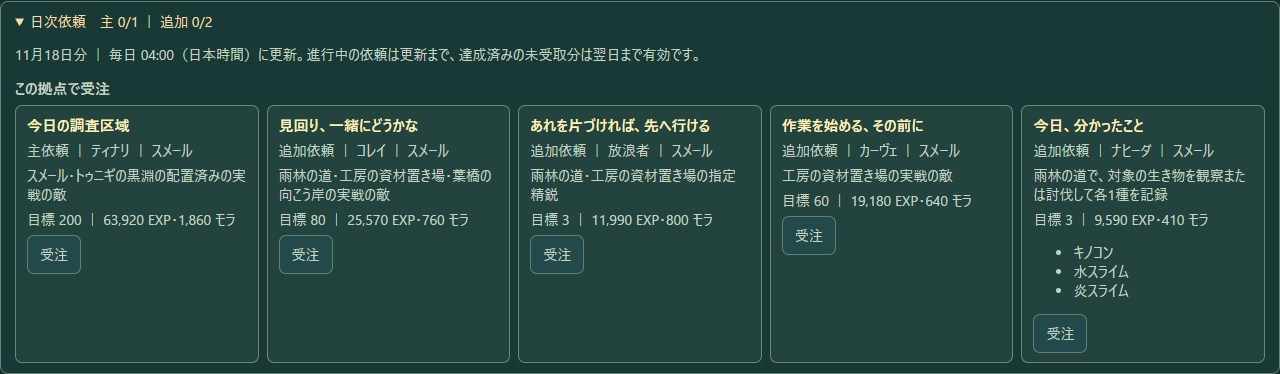 ▼ 日次依頼　主 0/1 ｜ 追加 0/2
11月18日分 ｜ 毎日 04:00（日本時間）に更新。進行中の依頼は更新まで、達成済みの未受取分は翌日まで有効です。
この拠点で受注
今日の調査区域
主依頼 ｜ ティナリ ｜ スメール
スメール・トゥニギの黒淵の配置済みの実
戦の敵
目標 200 ｜ 63,920 EXP・1,860 モラ
受注
見回り、一緒にどうかな
追加依頼 ｜ コレイ ｜ スメール
雨林の道・工房の資材置き場・葉橋の
向こう岸の実戦の敵
目標 80 ｜ 25,570 EXP・760 モラ
受注
あれを片づければ、先へ行ける
追加依頼 ｜ 放浪者 ｜ スメール
雨林の道・工房の資材置き場の指定
精鋭
目標 3 ｜ 11,990 EXP・800 モラ
受注
作業を始める、その前に
追加依頼 ｜ カーヴェ ｜ スメール
工房の資材置き場の実戦の敵
目標 60 ｜ 19,180 EXP・640 モラ
受注
今日、分かったこと
追加依頼 ｜ ナヒーダ ｜ スメール
雨林の道で、対象の生き物を観察また
は討伐して各1種を記録
目標 3 ｜ 9,590 EXP・410 モラ
• キノコン
• 水スライム
• 炎スライム
受注